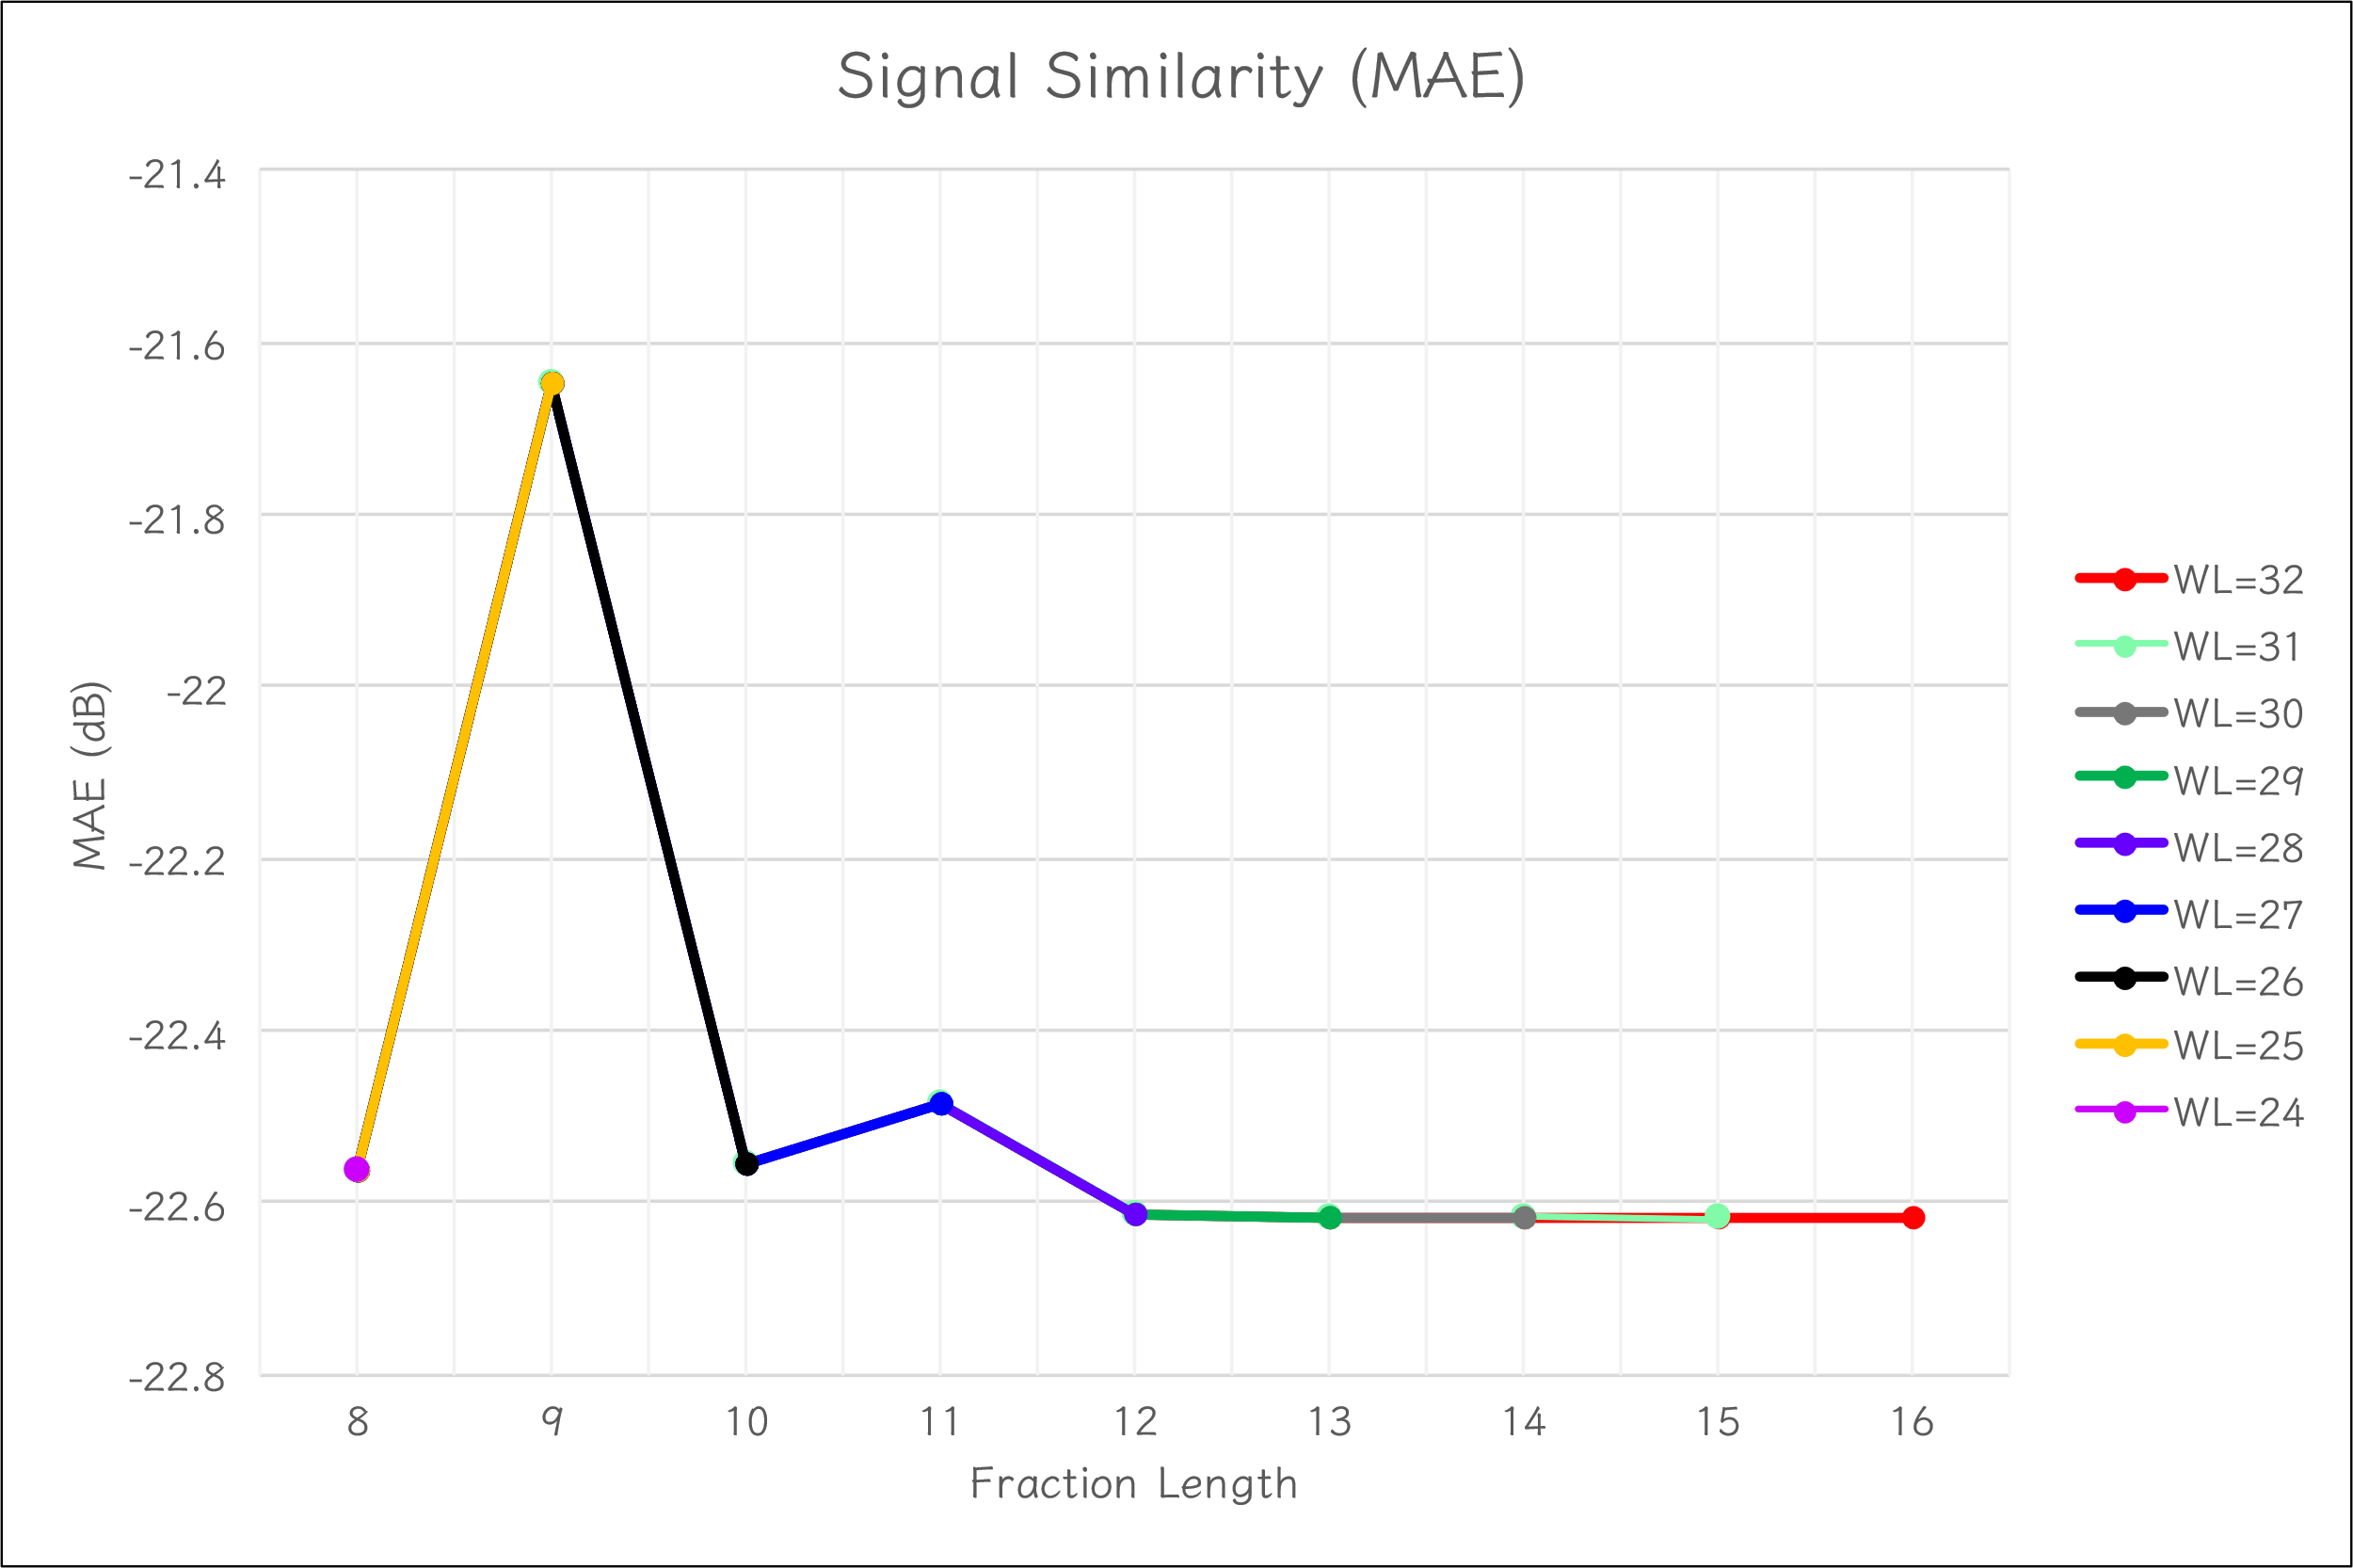 Signal Similarity (MAE)
-21.4
-21.6
-21.8
-22
-22.2
-22.4
-22.6
-22.8
MAE (dB)
8 9 10 11 12 13 14 15 16
Fraction Length
WL=32
WL=31
WL=30
WL=29
WL=28
WL=27
WL=26
WL=25
WL=24